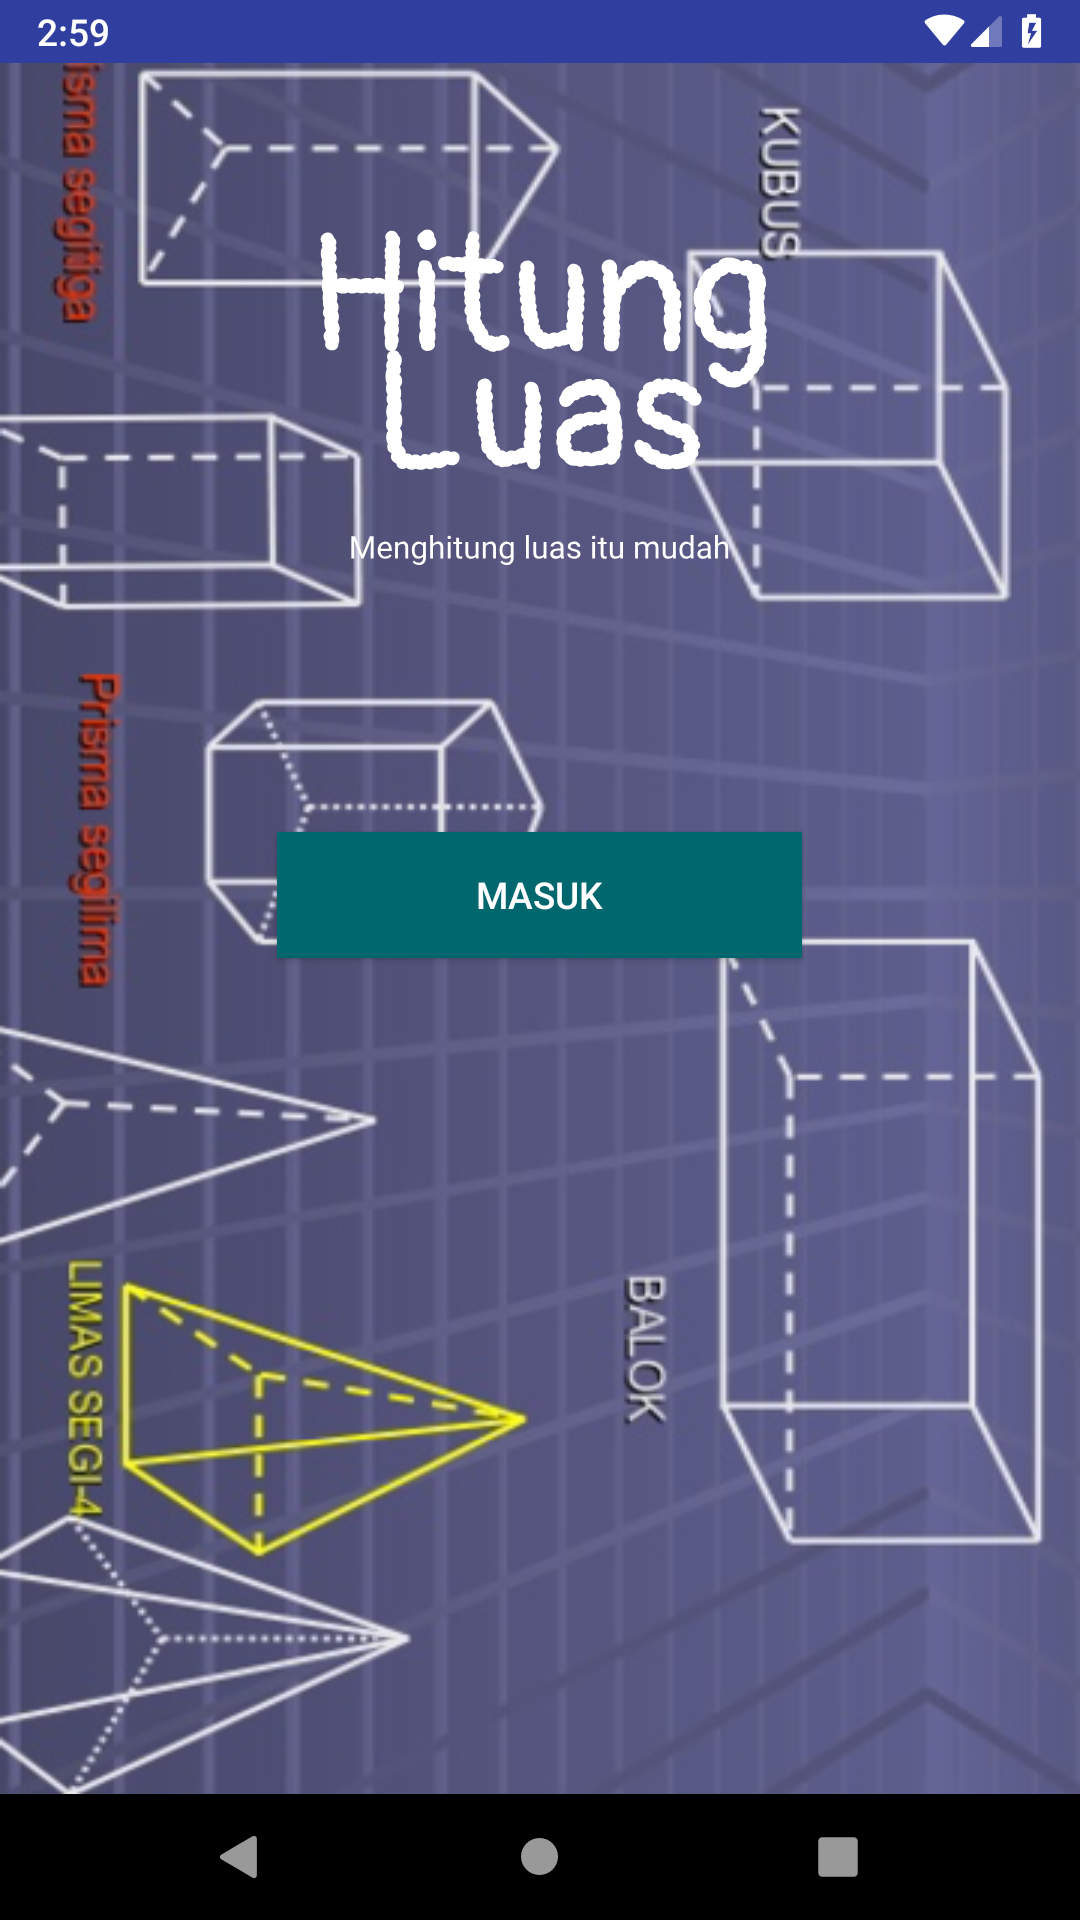 2:59
isma segitiga
KUBUS
Hitung
Luas
Menghitung luas itu mudah
Prisma segilima
MASUK
LIMAS SEGI-4
BALOK